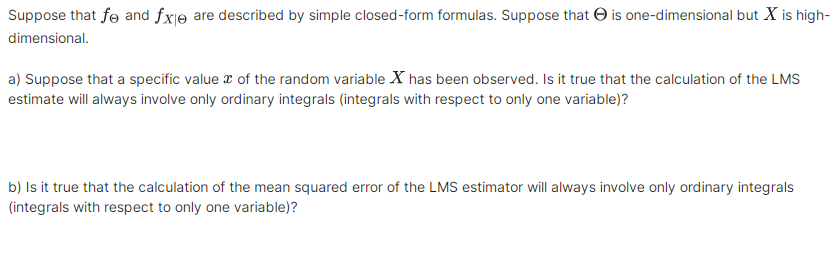 Suppose that f_Θ and f_{X|Θ} are described by simple closed-form formulas. Suppose that Θ is one-dimensional but X is high-
dimensional.
a) Suppose that a specific value x of the random variable X has been observed. Is it true that the calculation of the LMS
estimate will always involve only ordinary integrals (integrals with respect to only one variable)?
b) Is it true that the calculation of the mean squared error of the LMS estimator will always involve only ordinary integrals
(integrals with respect to only one variable)?